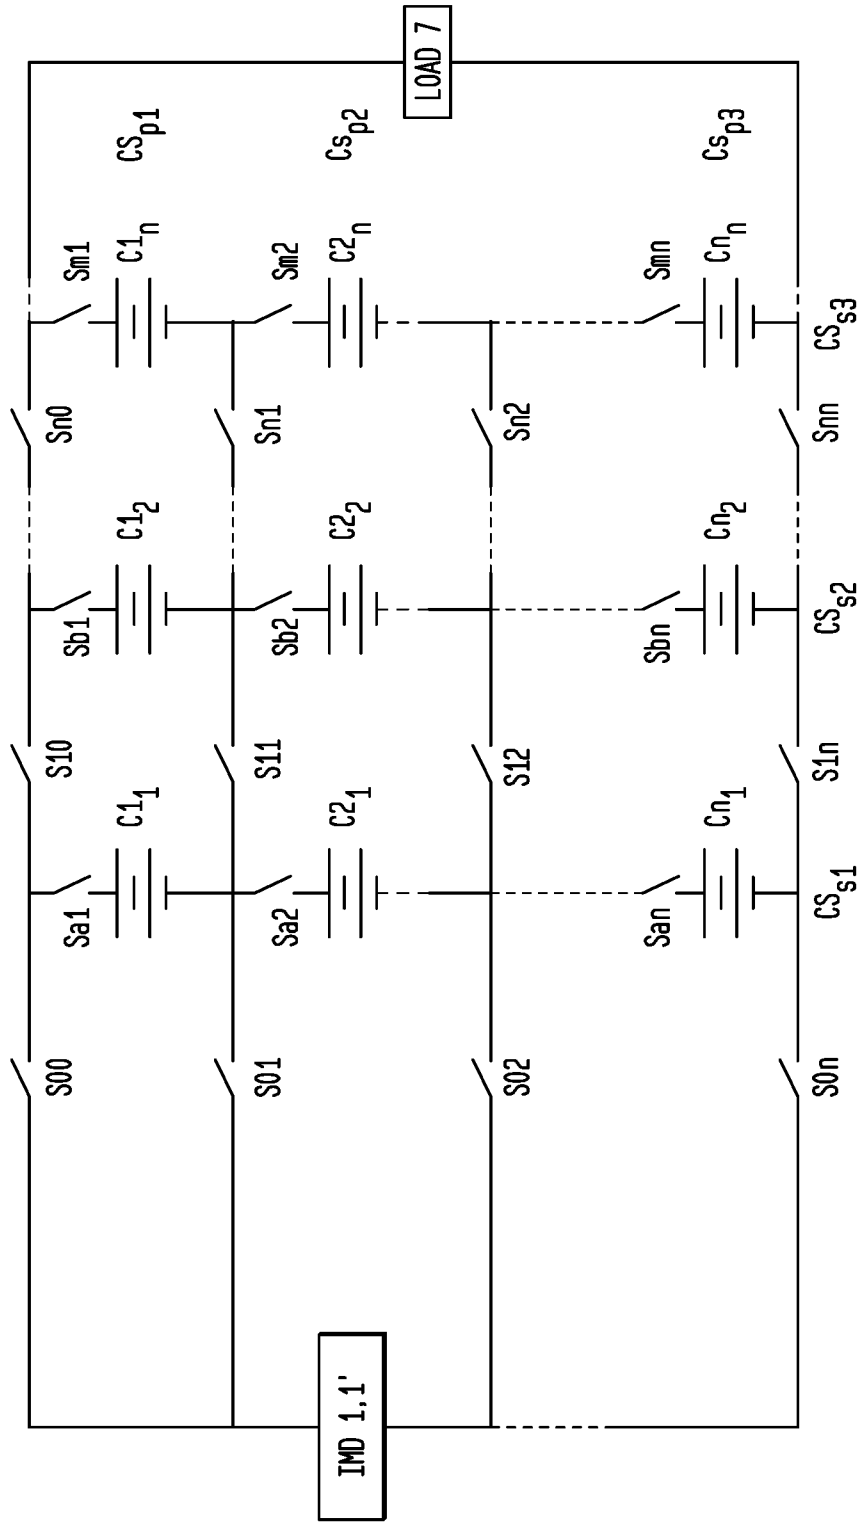 LOAD 7
CSp1
Csp2
Csp3
Sm1
C1n
Sm2
C2n
Smn
Cnn
CSs3
Sn0
Sn1
Sn2
Snn
C12
C22
Cn2
Sb1
Sb2
Sbn
CSs2
S10
S11
S12
S1n
C11
C21
Cn1
Sa1
Sa2
San
CSs1
S00
S01
S02
S0n
IMD 1,1'